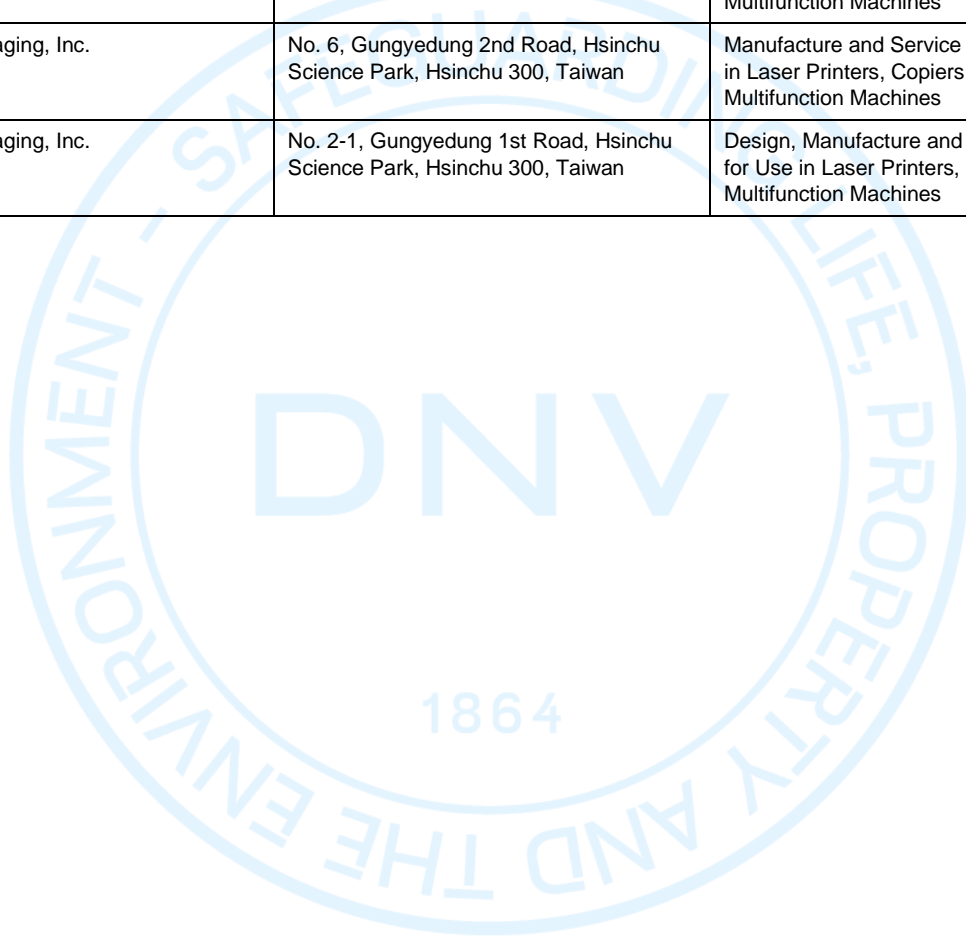 Multifunction Machines
aging, Inc.
No. 6, Gungyedung 2nd Road, Hsinchu
Science Park, Hsinchu 300, Taiwan
Manufacture and Service
in Laser Printers, Copiers
Multifunction Machines
aging, Inc.
No. 2-1, Gungyedung 1st Road, Hsinchu
Science Park, Hsinchu 300, Taiwan
Design, Manufacture and
for Use in Laser Printers,
Multifunction Machines
SAFEGUARDING LIFE, PROPERTY AND THE ENVIRONMENT –
DNV
1864